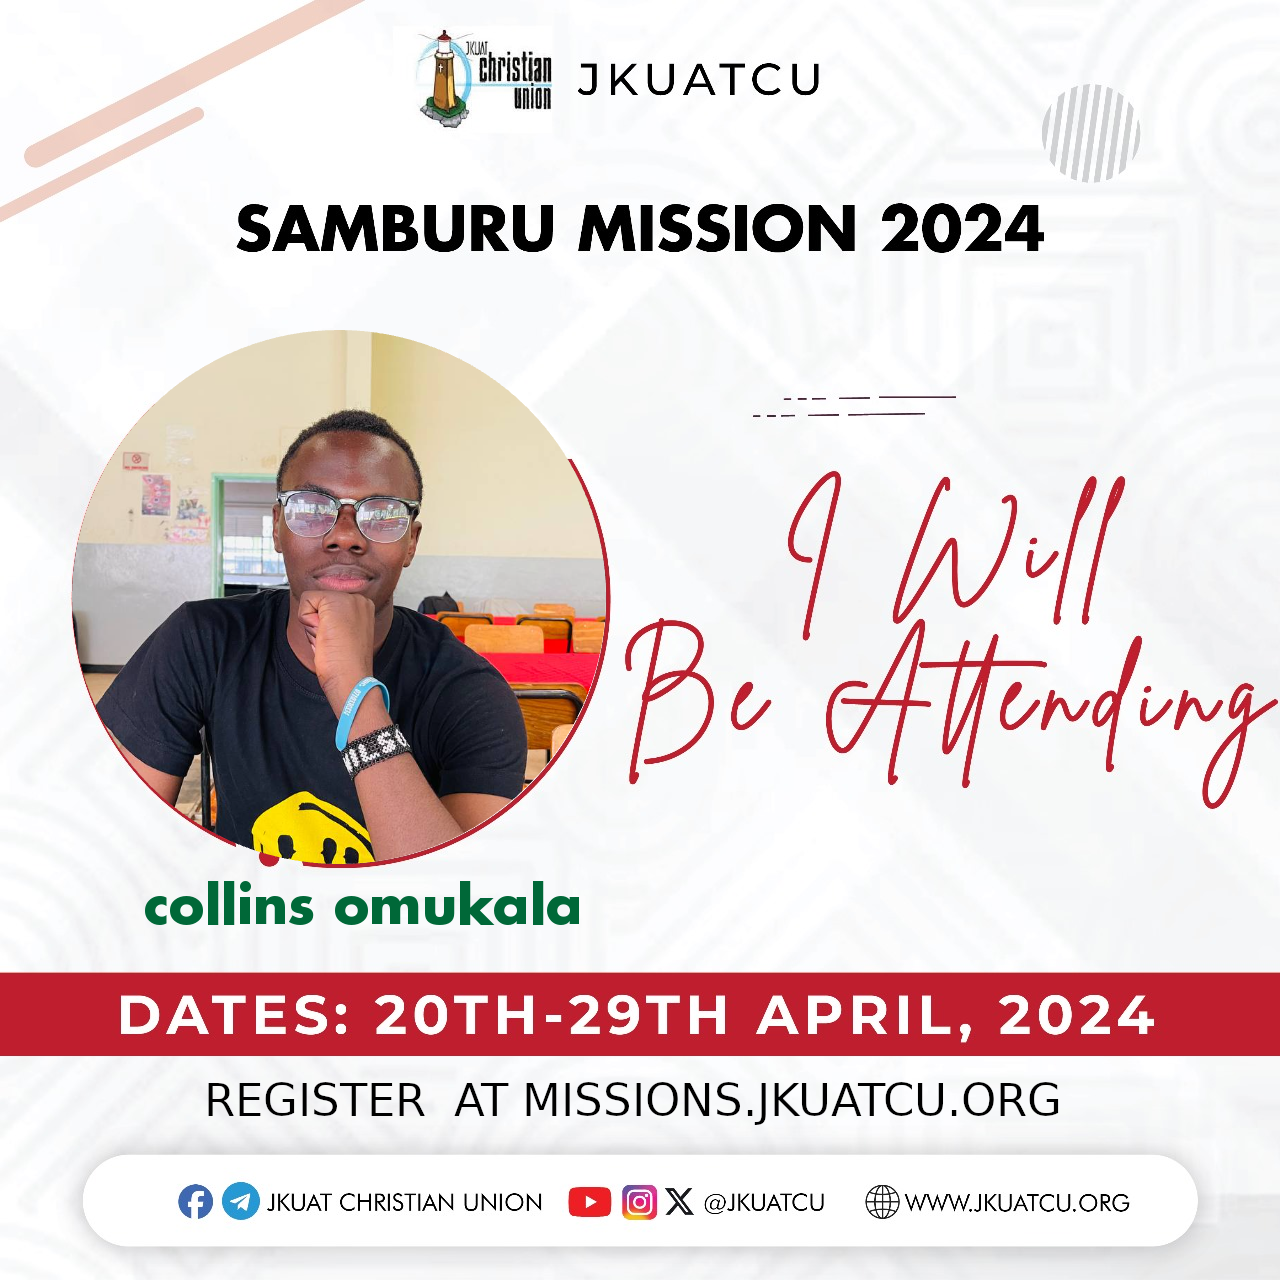 JKUAT
christian
union
JKUATCU
SAMBURU MISSION 2024
I Will
Be Attending
collins omukala
DATES: 20TH-29TH APRIL, 2024
REGISTER  AT MISSIONS.JKUATCU.ORG
JKUAT CHRISTIAN UNION @JKUATCU WWW.JKUATCU.ORG